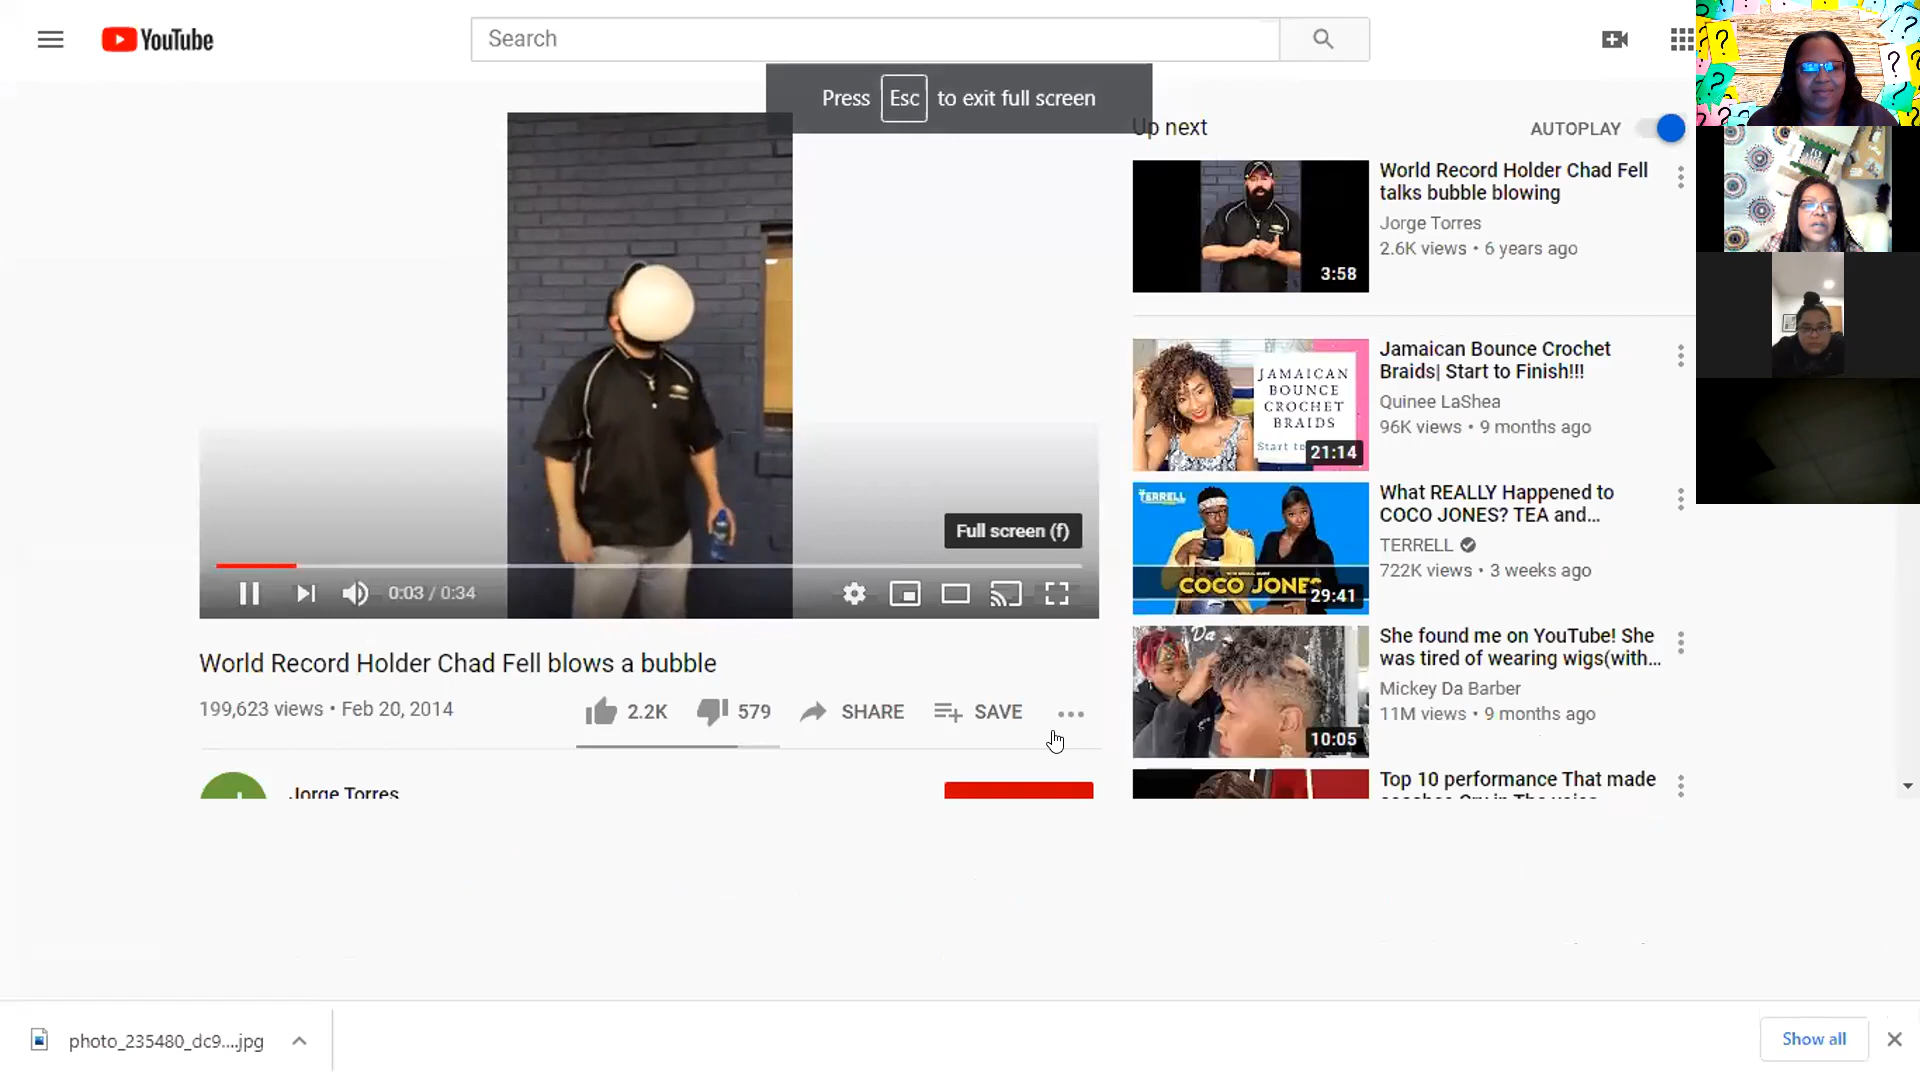 YouTube
Search
Press Esc to exit full screen
Up next
AUTOPLAY
World Record Holder Chad Fell
talks bubble blowing
Jorge Torres
2.6K views • 6 years ago
3:58
Jamaican Bounce Crochet
Braids| Start to Finish!!!
Quinee LaShea
96K views • 9 months ago
JAMAICAN
BOUNCE
CROCHET
BRAIDS
Start to
21:14
What REALLY Happened to
COCO JONES? TEA and...
TERRELL
722K views • 3 weeks ago
TERRELL
COCO JONES
29:41
She found me on YouTube! She
was tired of wearing wigs(with...
Mickey Da Barber
11M views • 9 months ago
Da
10:05
Top 10 performance That made
Full screen (f)
0:03 / 0:34
World Record Holder Chad Fell blows a bubble
199,623 views • Feb 20, 2014
2.2K
579
SHARE
SAVE
Jorge Torres
photo_235480_dc9....jpg
Show all